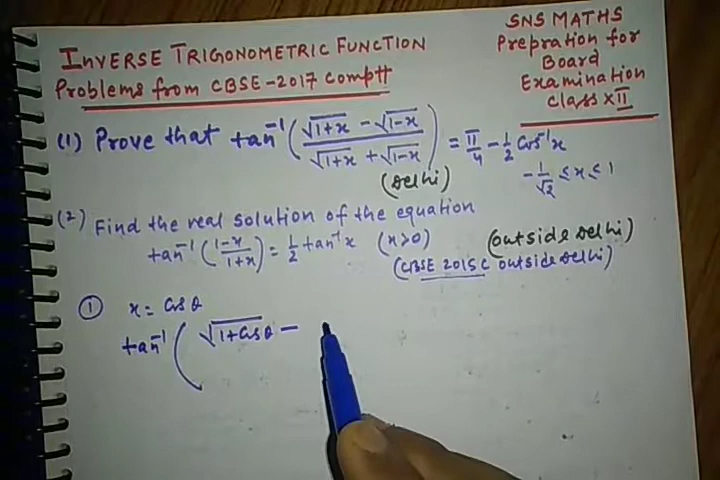 INVERSE TRIGONOMETRIC FUNCTION
Problems from CBSE-2017 Comptt
SNS MATHS
Prepration for
Board
Examination
Class XII
(1) Prove that tan⁻¹ ( (√1+x − √1−x) / (√1+x + √1−x) ) = π/4 − 1/2 Cos⁻¹x
− 1/√2 ≤ x ≤ 1
(Delhi)
(2) Find the real solution of the equation
tan⁻¹ ( (1−x) / (1+x) ) = 1/2 tan⁻¹x (x>0) (outside Delhi)
(CBSE 2015C outside Delhi)
① x = Cosθ
tan⁻¹ ( √1+Cosθ −